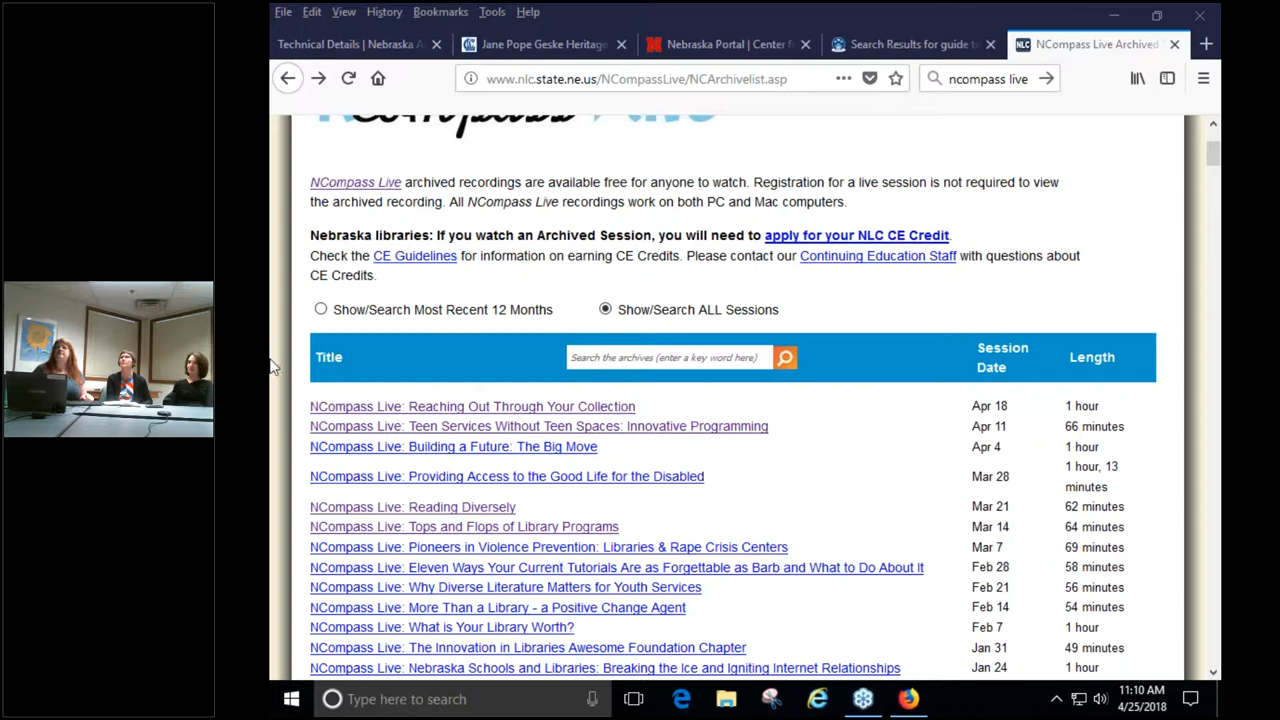 File Edit View History Bookmarks Tools Help
Technical Details | Nebraska A
Jane Pope Geske Heritage
Nebraska Portal | Center f
Search Results for guide t
NCompass Live Archived
www.nlc.state.ne.us/NCompassLive/NCArchivelist.asp
ncompass live
NCompass Live archived recordings are available free for anyone to watch. Registration for a live session is not required to view
the archived recording. All NCompass Live recordings work on both PC and Mac computers.
Nebraska libraries: If you watch an Archived Session, you will need to apply for your NLC CE Credit.
Check the CE Guidelines for information on earning CE Credits. Please contact our Continuing Education Staff with questions about
CE Credits.
Show/Search Most Recent 12 Months Show/Search ALL Sessions
Title Search the archives (enter a key word here) Session Date Length
NCompass Live: Reaching Out Through Your Collection Apr 18 1 hour
NCompass Live: Teen Services Without Teen Spaces: Innovative Programming Apr 11 66 minutes
NCompass Live: Building a Future: The Big Move Apr 4 1 hour
NCompass Live: Providing Access to the Good Life for the Disabled Mar 28 1 hour, 13 minutes
NCompass Live: Reading Diversely Mar 21 62 minutes
NCompass Live: Tops and Flops of Library Programs Mar 14 64 minutes
NCompass Live: Pioneers in Violence Prevention: Libraries & Rape Crisis Centers Mar 7 69 minutes
NCompass Live: Eleven Ways Your Current Tutorials Are as Forgettable as Barb and What to Do About It Feb 28 58 minutes
NCompass Live: Why Diverse Literature Matters for Youth Services Feb 21 56 minutes
NCompass Live: More Than a Library - a Positive Change Agent Feb 14 54 minutes
NCompass Live: What is Your Library Worth? Feb 7 1 hour
NCompass Live: The Innovation in Libraries Awesome Foundation Chapter Jan 31 49 minutes
NCompass Live: Nebraska Schools and Libraries: Breaking the Ice and Igniting Internet Relationships Jan 24 1 hour
Type here to search
11:10 AM
4/25/2018